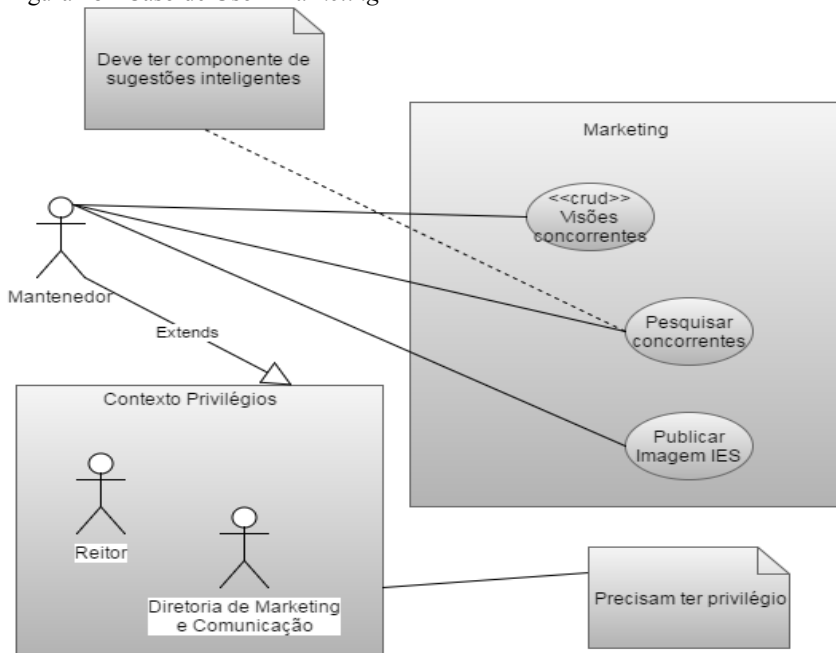 Deve ter componente de
sugestões inteligentes
Marketing
<<crud>>
Visões
concorrentes
Mantenedor
Pesquisar
concorrentes
Extends
Contexto Privilégios
Publicar
Imagem IES
Reitor
Diretoria de Marketing
e Comunicação
Precisam ter privilégio